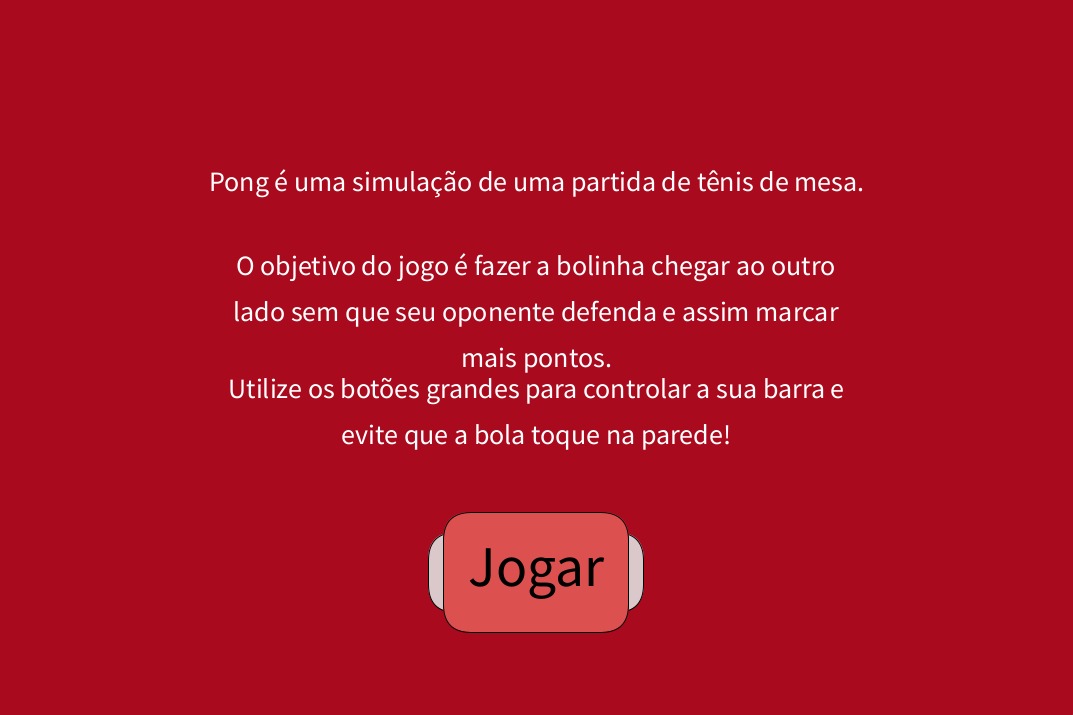 Pong é uma simulação de uma partida de tênis de mesa.
O objetivo do jogo é fazer a bolinha chegar ao outro
lado sem que seu oponente defenda e assim marcar
mais pontos.
Utilize os botões grandes para controlar a sua barra e
evite que a bola toque na parede!
Jogar